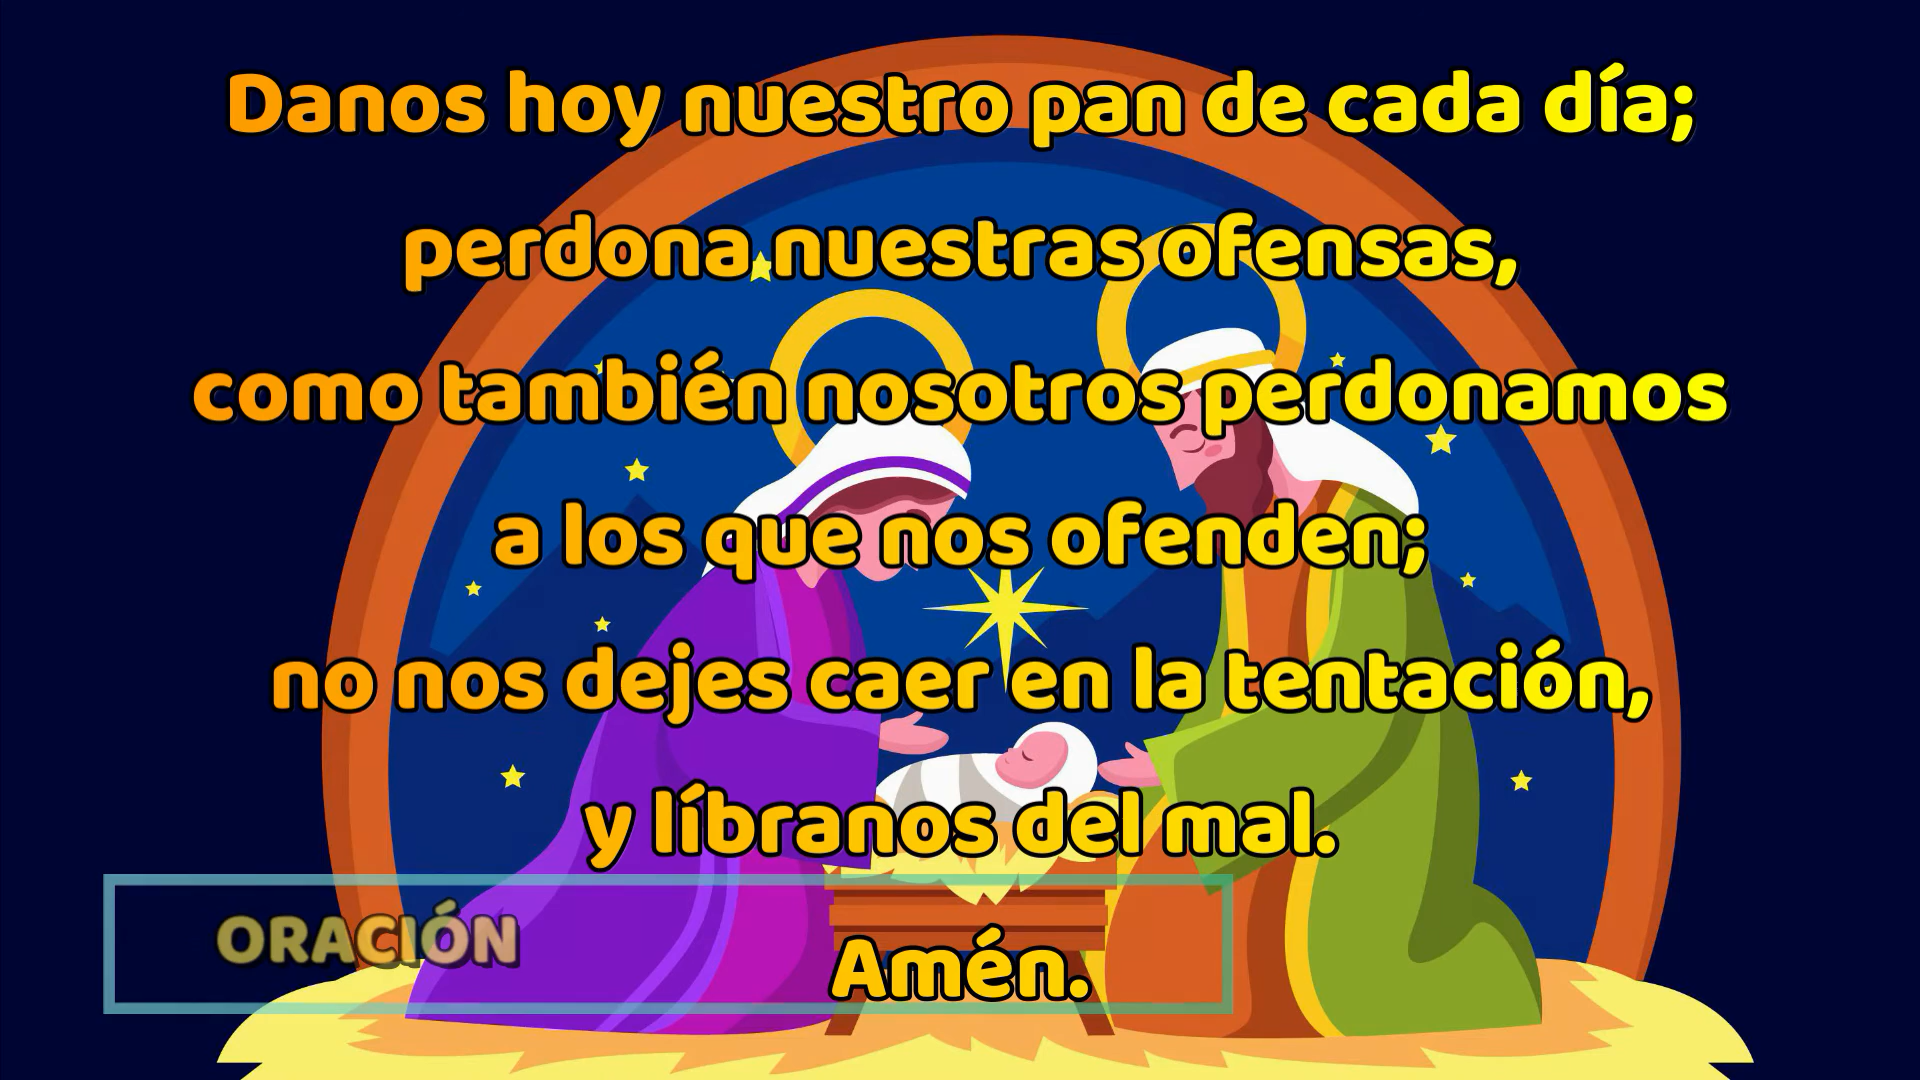 Danos hoy nuestro pan de cada día;
perdona nuestras ofensas,
como también nosotros perdonamos
a los que nos ofenden;
no nos dejes caer en la tentación,
y líbranos del mal.
ORACIÓN
Amén.